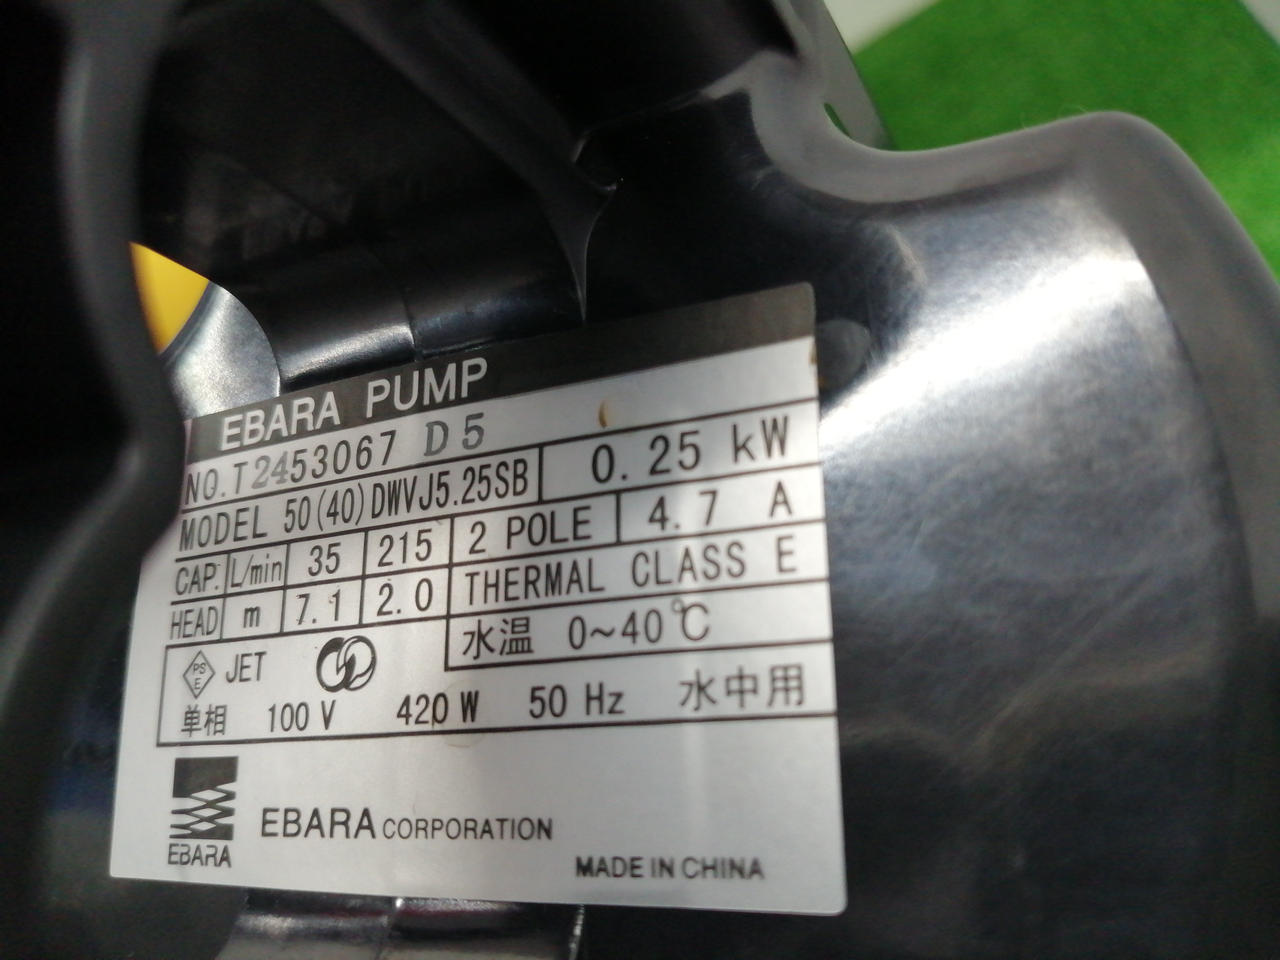 EBARA PUMP
NO.T2453067 D5
MODEL 50(40)DWVJ5.25SB 0.25 kW
CAP. L/min 35 215 2 POLE 4.7 A
HEAD m 7.1 2.0 THERMAL CLASS E
水温 0~40℃
PS E JET
单相 100 V 420 W 50 Hz 水中用
EBARA
EBARA CORPORATION
MADE IN CHINA